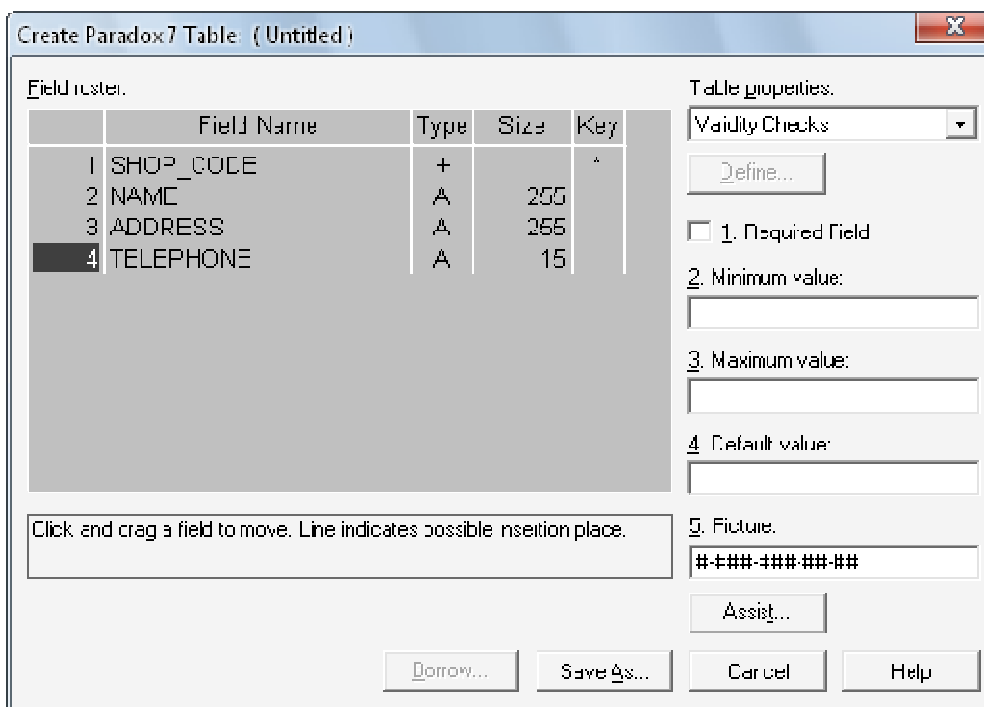 Create Paradox 7 Table: ( Untitled )
Field roster:
Field Name Type Size Key
1 SHOP_CODE + *
2 NAME A 255
3 ADDRESS A 255
4 TELEPHONE A 15
Click and drag a field to move. Line indicates possible insertion place.
Table properties:
Validity Checks
Define...
1. Required Field
2. Minimum value:
3. Maximum value:
4. Default value:
5. Picture:
#-###-###-##-##
Assist...
Borrow... Save As... Cancel Help